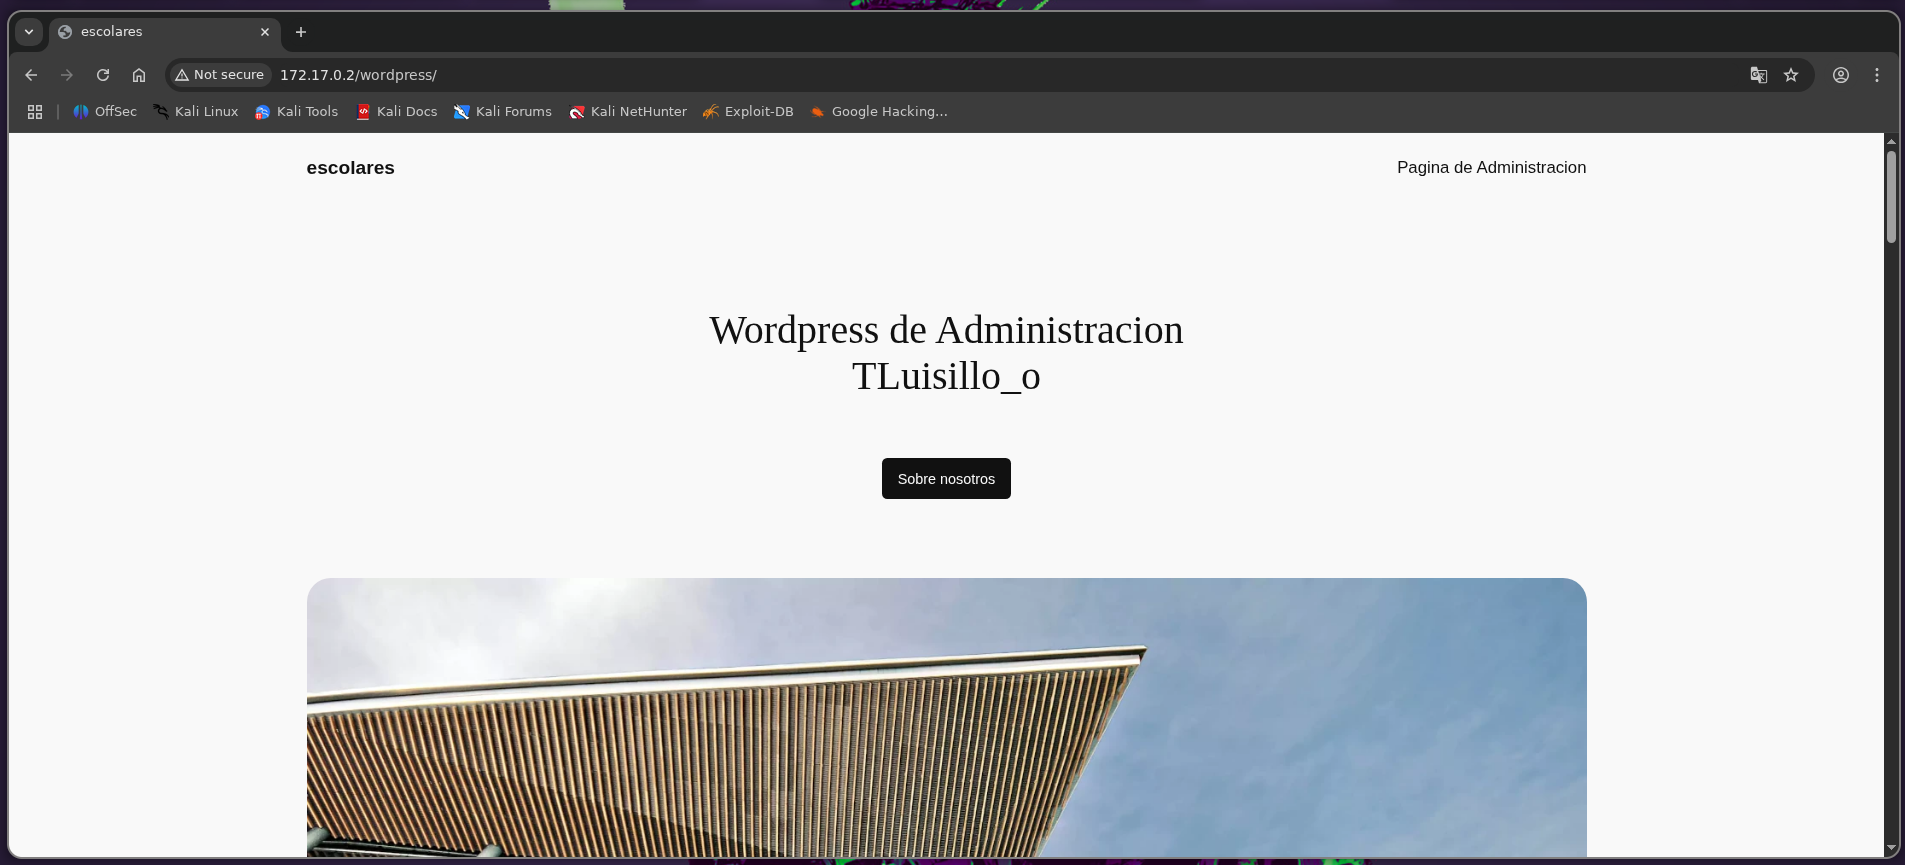 escolares
Not secure
172.17.0.2/wordpress/
OffSec
Kali Linux
Kali Tools
Kali Docs
Kali Forums
Kali NetHunter
Exploit-DB
Google Hacking...
escolares
Pagina de Administracion
Wordpress de Administracion
TLuisillo_o
Sobre nosotros